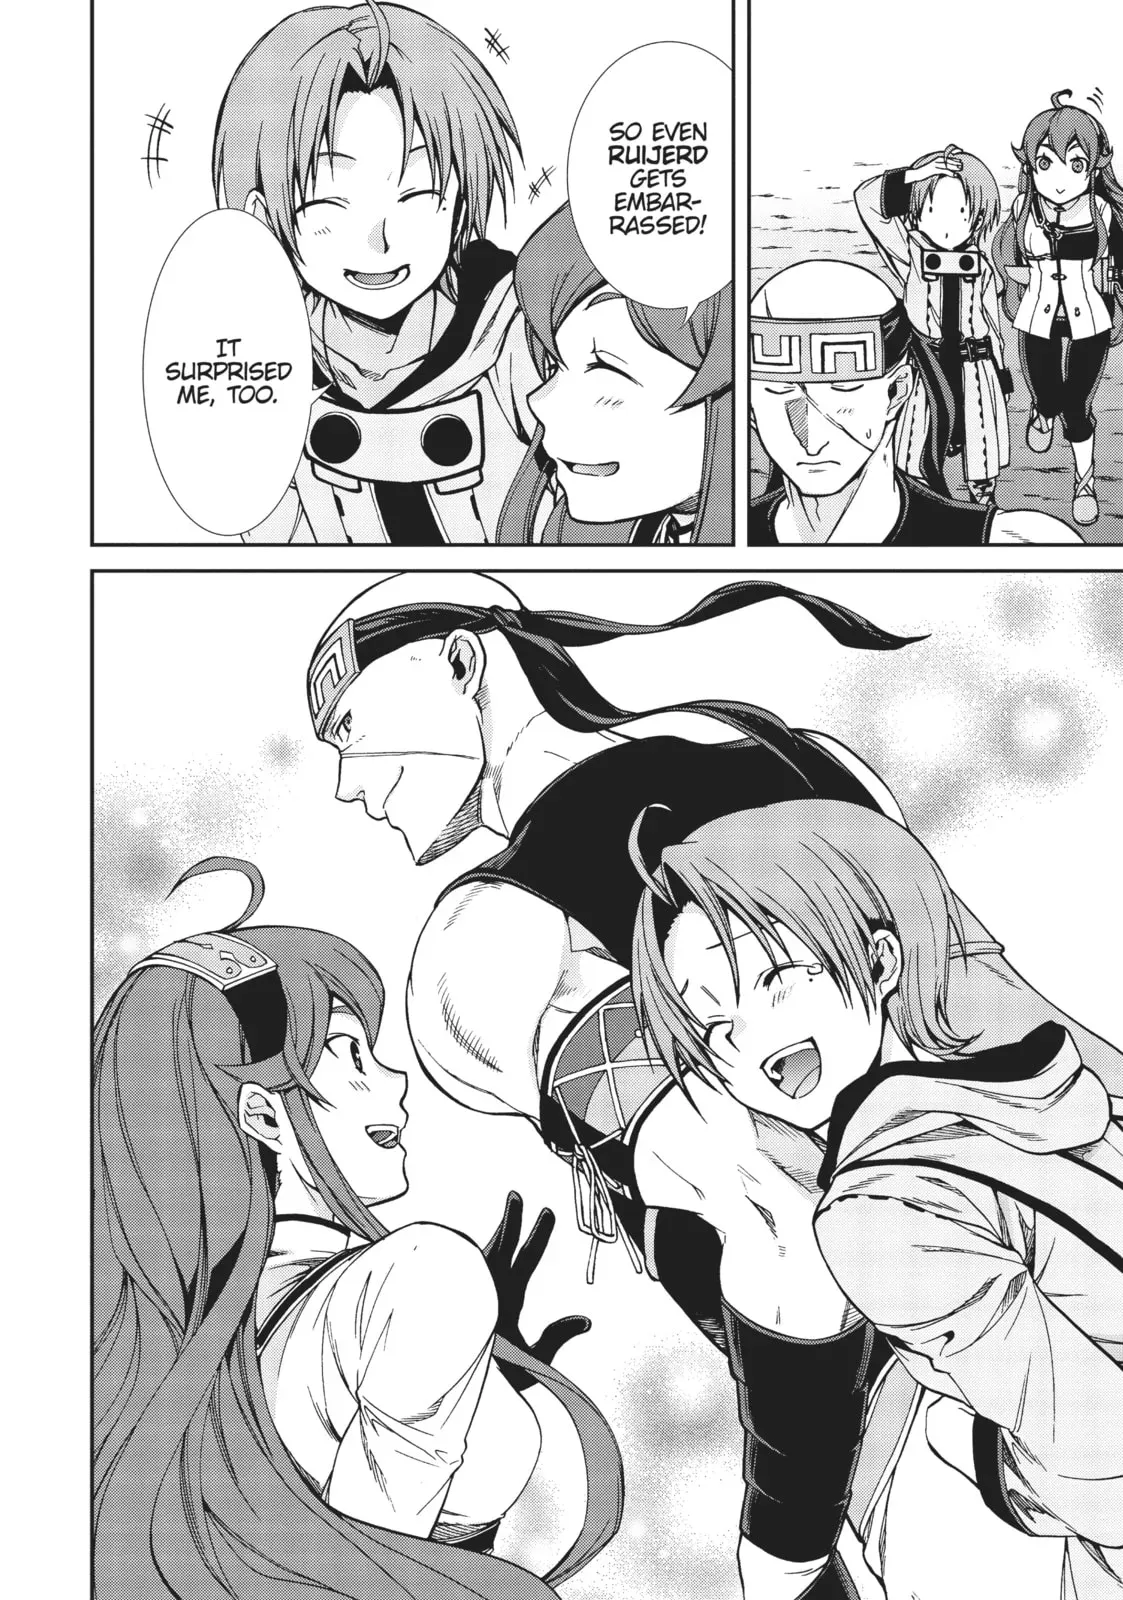 SO EVEN
RUIJERD
GETS
EMBAR-
RASSED!
IT
SURPRISED
ME, TOO.